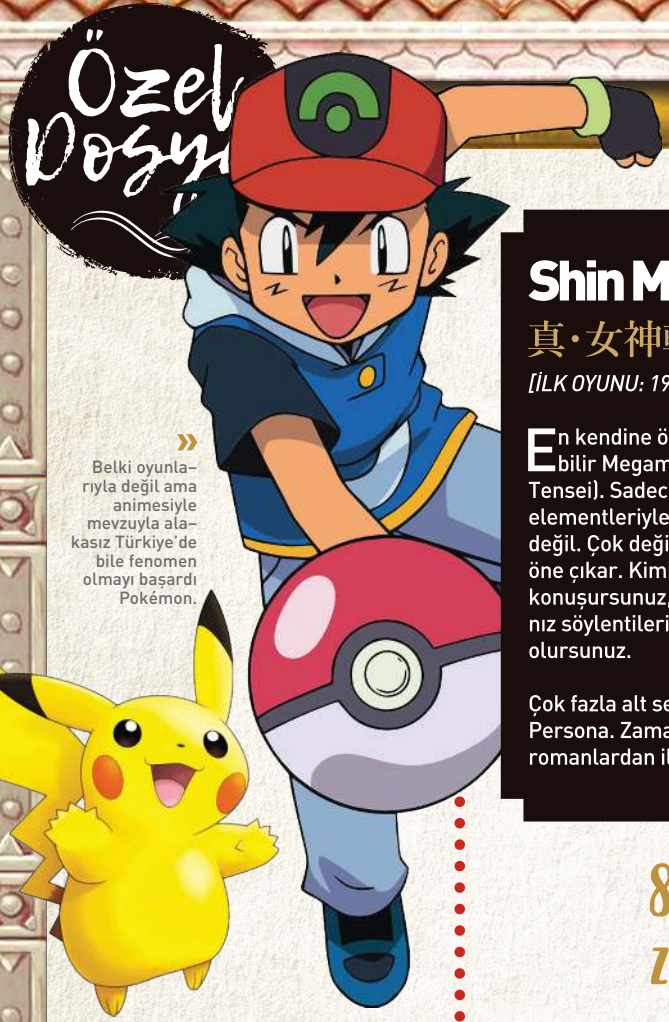 Özel
Dosya
»
Belki oyunla–
rıyla değil ama
animesiyle
mevzuyla ala–
kasız Türkiye'de
bile fenomen
olmayı başardı
Pokémon.
Shin M
真・女神
[İLK OYUNU: 19
En kendine ö
bilir Megam
Tensei). Sadec
elementleriyle
değil. Çok deği
öne çıkar. Kim
konuşursunuz,
nız söylentileri
olursunuz.
Çok fazla alt se
Persona. Zama
romanlardan il
8